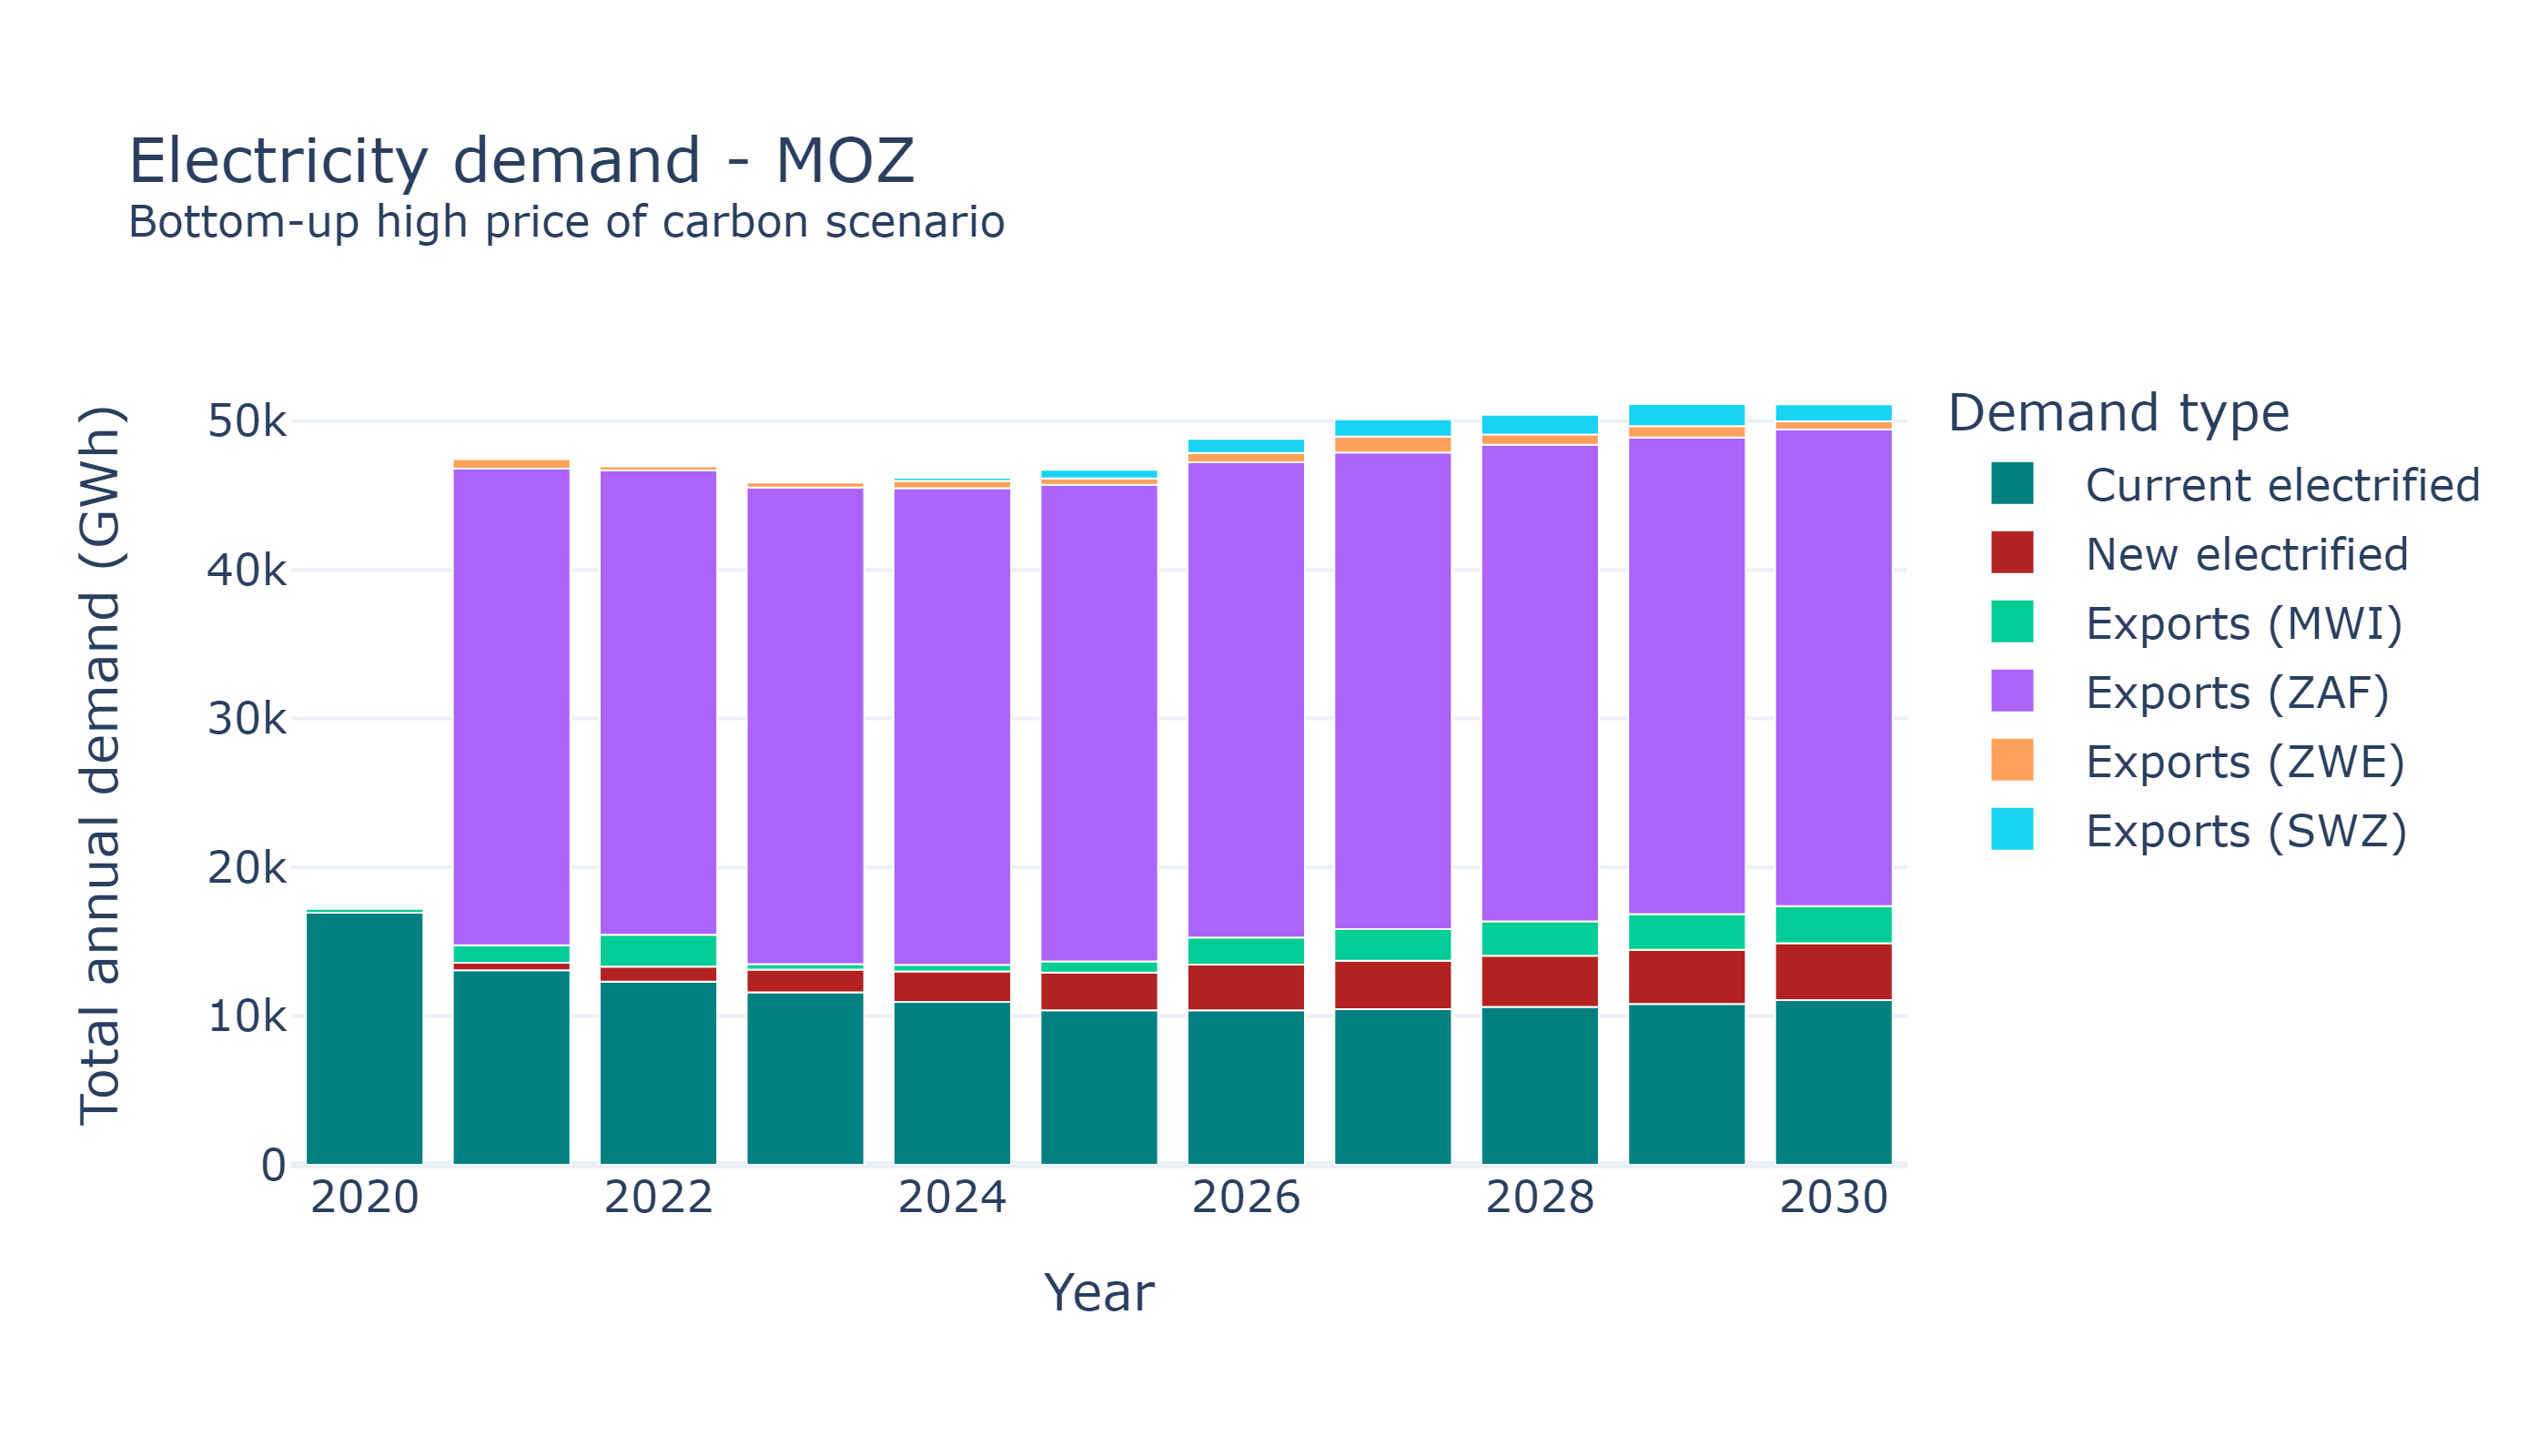 Electricity demand - MOZ
Bottom-up high price of carbon scenario
Total annual demand (GWh)
50k
40k
30k
20k
10k
0
2020
2022
2024
2026
2028
2030
Year
Demand type
Current electrified
New electrified
Exports (MWI)
Exports (ZAF)
Exports (ZWE)
Exports (SWZ)